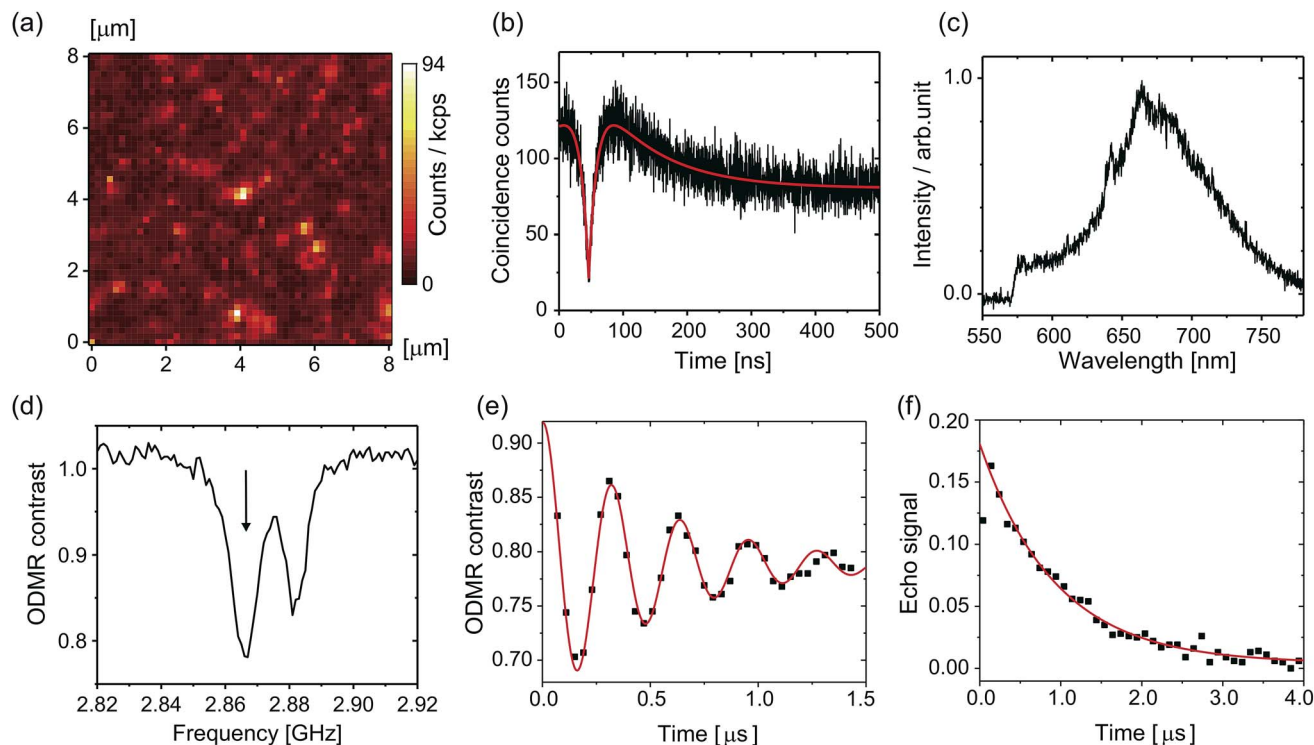 (a)
[μm]
8
6
4
2
0
0 2 4 6 8
[μm]
94
0
Counts / kcps
(b)
Coincidence counts
150
100
50
0
0 100 200 300 400 500
Time [ns]
(c)
Intensity / arb.unit
1.0
0.0
550 600 650 700 750
Wavelength [nm]
(d)
ODMR contrast
1.0
0.9
0.8
2.82 2.84 2.86 2.88 2.90 2.92
Frequency [GHz]
(e)
ODMR contrast
0.90
0.85
0.80
0.75
0.70
0.0 0.5 1.0 1.5
Time [μs]
(f)
Echo signal
0.20
0.15
0.10
0.05
0.00
0.0 1.0 2.0 3.0 4.0
Time [μs]